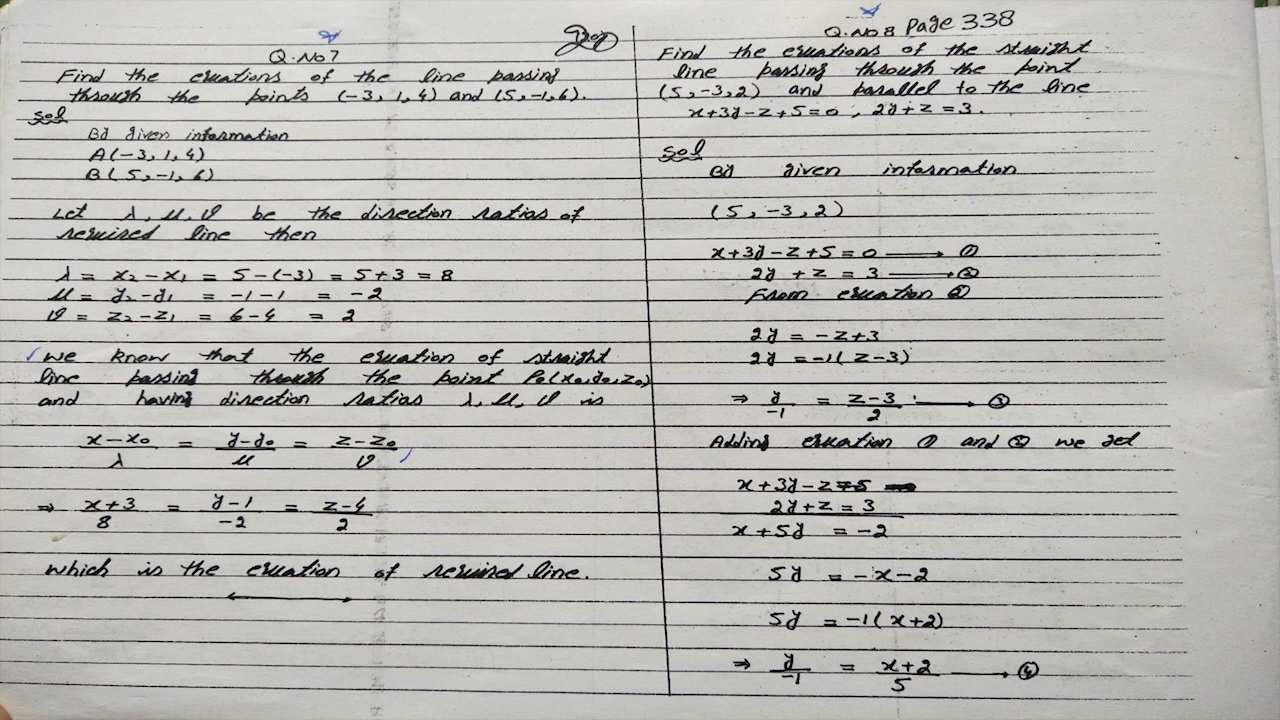 Q.No 7
Find the equations of the line passing
through the points (-3, 1, 4) and (5, -1, 6).
Sol
By given information
A(-3, 1, 4)
B(5, -1, 6)
Let λ, μ, υ be the direction ratios of
required line then
λ = x₂ - x₁ = 5 - (-3) = 5 + 3 = 8
μ = y₂ - y₁ = -1 - 1 = -2
υ = z₂ - z₁ = 6 - 4 = 2
We know that the equation of straight
line passing through the point P₀(x₀, y₀, z₀)
and having direction ratios λ, μ, υ is
x - x₀ / λ = y - y₀ / μ = z - z₀ / υ
⇒ x + 3 / 8 = y - 1 / -2 = z - 4 / 2
which is the equation of required line.
Q.No 8 Page 338
Find the equations of the straight
line passing through the point
(5, -3, 2) and parallel to the line
x + 3y - z + 5 = 0, 2y + z = 3.
Sol
By given information
(5, -3, 2)
x + 3y - z + 5 = 0 → ①
2y + z = 3 → ②
From equation ②
2y = -z + 3
2y = -1(z - 3)
⇒ y / -1 = z - 3 / 2 → ③
Adding equation ① and ② we get
x + 3y - z = -5
2y + z = 3
x + 5y = -2
5y = -x - 2
5y = -1(x + 2)
⇒ y / -1 = x + 2 / 5 → ④